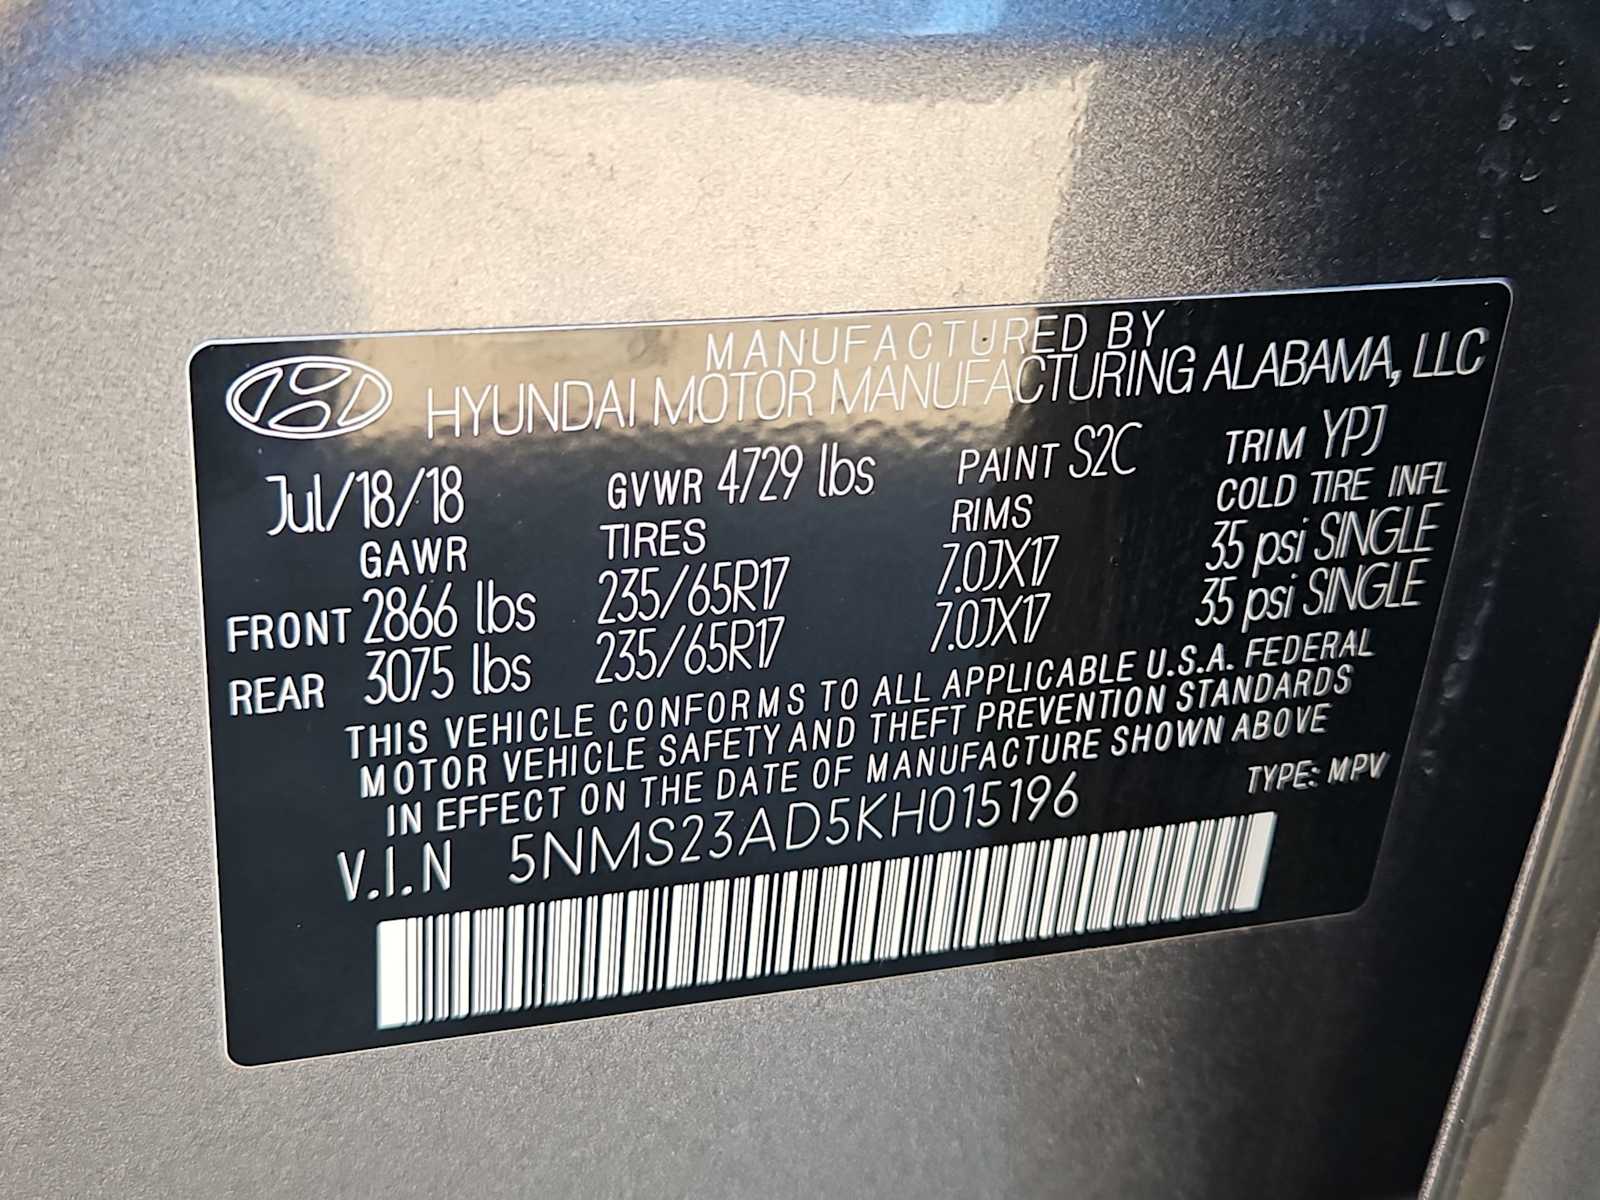 MANUFACTURED BY
HYUNDAI MOTOR MANUFACTURING ALABAMA, LLC
Jul/18/18 GVWR 4729 lbs PAINT S2C TRIM YPJ
GAWR TIRES RIMS COLD TIRE INFL
FRONT 2866 lbs 235/65R17 7.0JX17 35 psi SINGLE
REAR 3075 lbs 235/65R17 7.0JX17 35 psi SINGLE
THIS VEHICLE CONFORMS TO ALL APPLICABLE U.S.A. FEDERAL
MOTOR VEHICLE SAFETY AND THEFT PREVENTION STANDARDS
IN EFFECT ON THE DATE OF MANUFACTURE SHOWN ABOVE
V.I.N 5NMS23AD5KH015196 TYPE: MPV